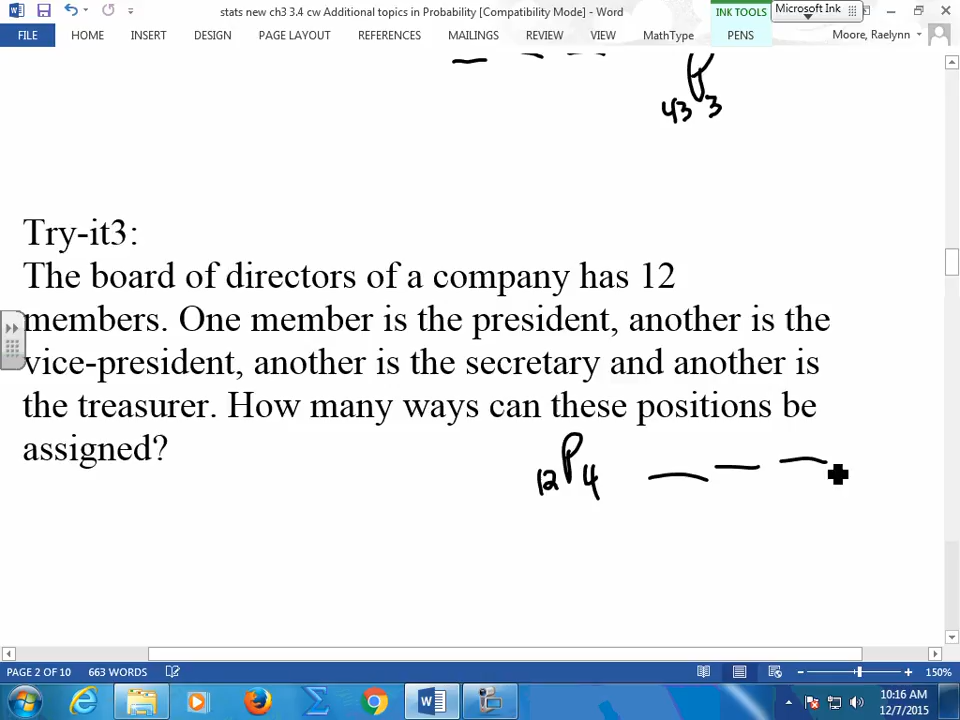 stats new ch3 3.4 cw Additional topics in Probability [Compatibility Mode] - Word
INK TOOLS
Microsoft Ink
FILE HOME INSERT DESIGN PAGE LAYOUT REFERENCES MAILINGS REVIEW VIEW MathType PENS
Moore, Raelynn
43 P 3
Try-it3:
The board of directors of a company has 12
members. One member is the president, another is the
vice-president, another is the secretary and another is
the treasurer. How many ways can these positions be
assigned?
12 P 4
PAGE 2 OF 10 663 WORDS 150%
10:16 AM
12/7/2015